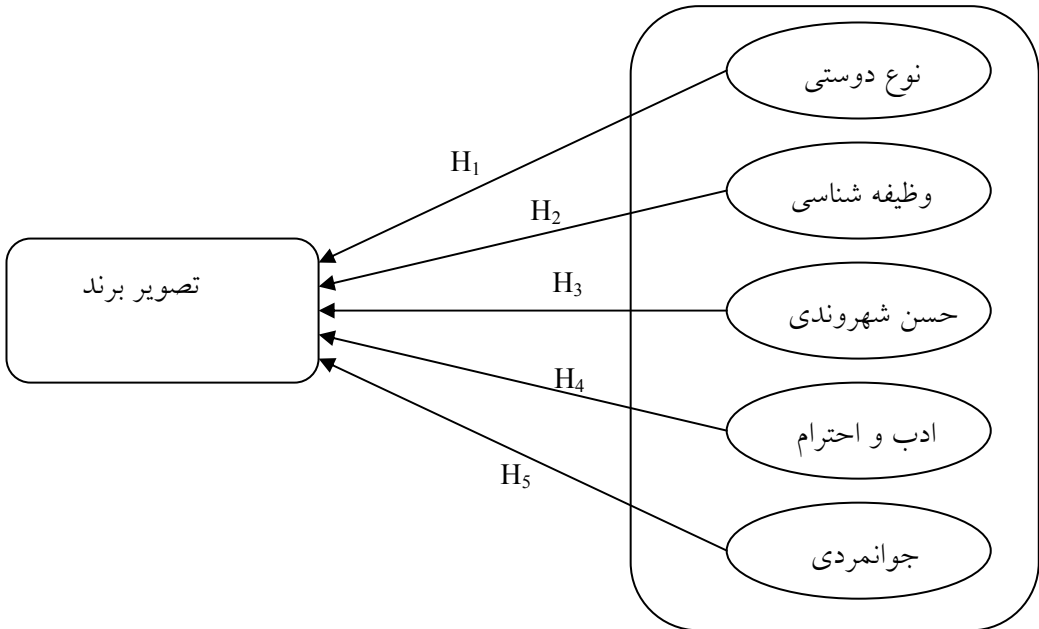 نوع دوستی
H₁
وظیفه شناسی
H₂
تصویر برند
H₃
حسن شهروندی
H₄
ادب و احترام
H₅
جوانمردی